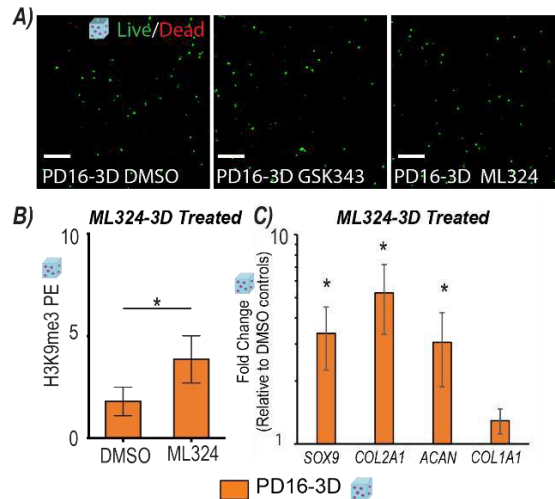 A)
Live/Dead
PD16-3D DMSO
PD16-3D GSK343
PD16-3D ML324
B)
ML324-3D Treated
H3K9me3 PE
10
5
0
*
DMSO
ML324
C)
ML324-3D Treated
Fold Change
(Relative to DMSO controls)
10
1
*
*
*
SOX9
COL2A1
ACAN
COL1A1
PD16-3D